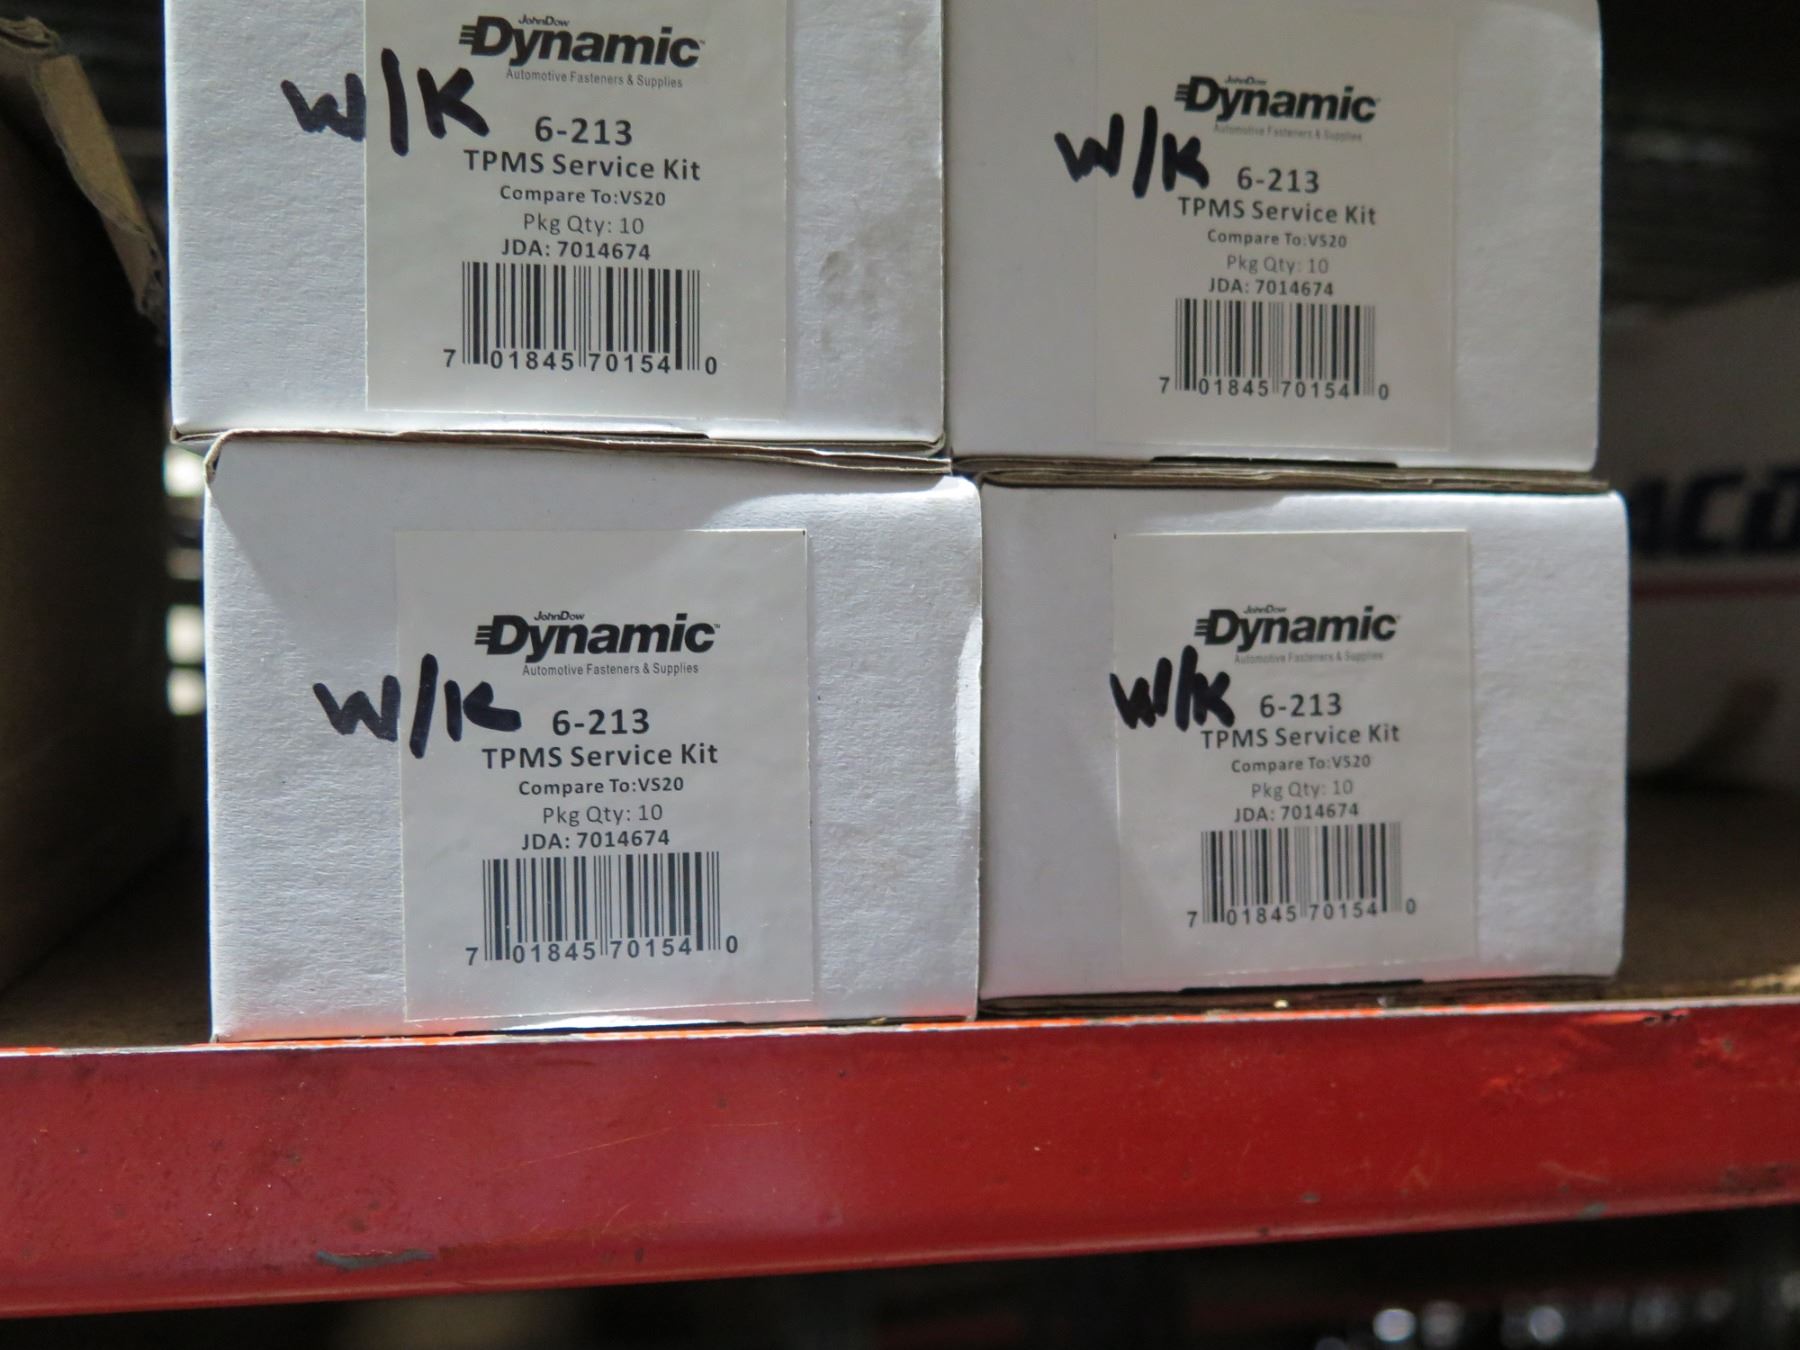 JohnDow
Dynamic™
Automotive Fasteners & Supplies
W/K
6-213
TPMS Service Kit
Compare To:VS20
Pkg Qty: 10
JDA: 7014674
7 01845 70154 0
JohnDow
Dynamic
Automotive Fasteners & Supplies
W/K
6-213
TPMS Service Kit
Compare To:VS20
Pkg Qty: 10
JDA: 7014674
7 01845 70154 0
JohnDow
Dynamic™
Automotive Fasteners & Supplies
W/K
6-213
TPMS Service Kit
Compare To:VS20
Pkg Qty: 10
JDA: 7014674
7 01845 70154 0
JohnDow
Dynamic
Automotive Fasteners & Supplies
W/K
6-213
TPMS Service Kit
Compare To:VS20
Pkg Qty: 10
JDA: 7014674
7 01845 70154 0